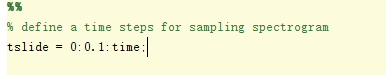 %%
% define a time steps for sampling spectrogram
tslide = 0:0.1:time;